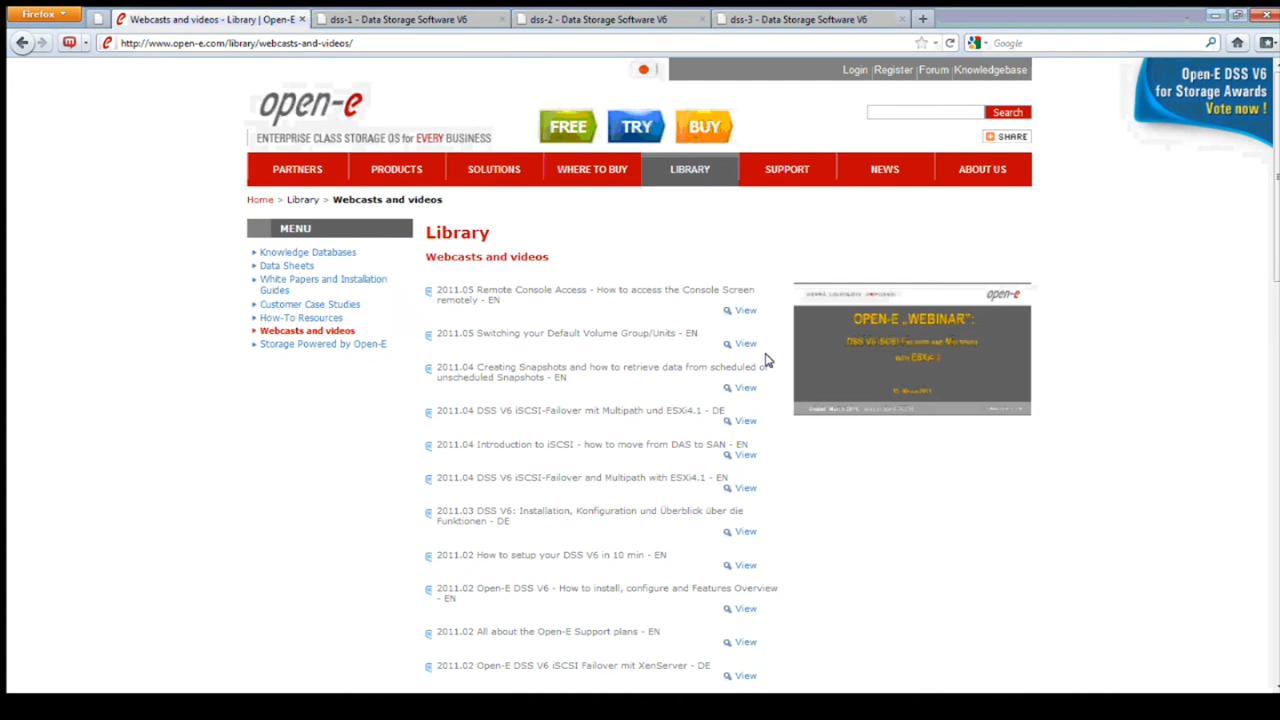 Firefox
Webcasts and videos - Library | Open-E
dss-1 - Data Storage Software V6
dss-2 - Data Storage Software V6
dss-3 - Data Storage Software V6
http://www.open-e.com/library/webcasts-and-videos/
Google
Login | Register | Forum | Knowledgebase
Open-E DSS V6
for Storage Awards
Vote now !
open-e
ENTERPRISE CLASS STORAGE OS for EVERY BUSINESS
FREE
TRY
BUY
Search
SHARE
PARTNERS
PRODUCTS
SOLUTIONS
WHERE TO BUY
LIBRARY
SUPPORT
NEWS
ABOUT US
Home > Library > Webcasts and videos
MENU
Knowledge Databases
Data Sheets
White Papers and Installation
Guides
Customer Case Studies
How-To Resources
Webcasts and videos
Storage Powered by Open-E
Library
Webcasts and videos
2011.05 Remote Console Access - How to access the Console Screen
remotely - EN
View
2011.05 Switching your Default Volume Group/Units - EN
View
2011.04 Creating Snapshots and how to retrieve data from scheduled or
unscheduled Snapshots - EN
View
2011.04 DSS V6 iSCSI-Failover mit Multipath und ESXi4.1 - DE
View
2011.04 Introduction to iSCSI - how to move from DAS to SAN - EN
View
2011.04 DSS V6 iSCSI-Failover and Multipath with ESXi4.1 - EN
View
2011.03 DSS V6: Installation, Konfiguration und Überblick über die
Funktionen - DE
View
2011.02 How to setup your DSS V6 in 10 min - EN
View
2011.02 Open-E DSS V6 - How to install, configure and Features Overview
- EN
View
2011.02 All about the Open-E Support plans - EN
View
2011.02 Open-E DSS V6 iSCSI Failover mit XenServer - DE
View
open-e
OPEN-E „WEBINAR":
DSS V6 iSCSI-Failover and Multipath
with ESXi4.1